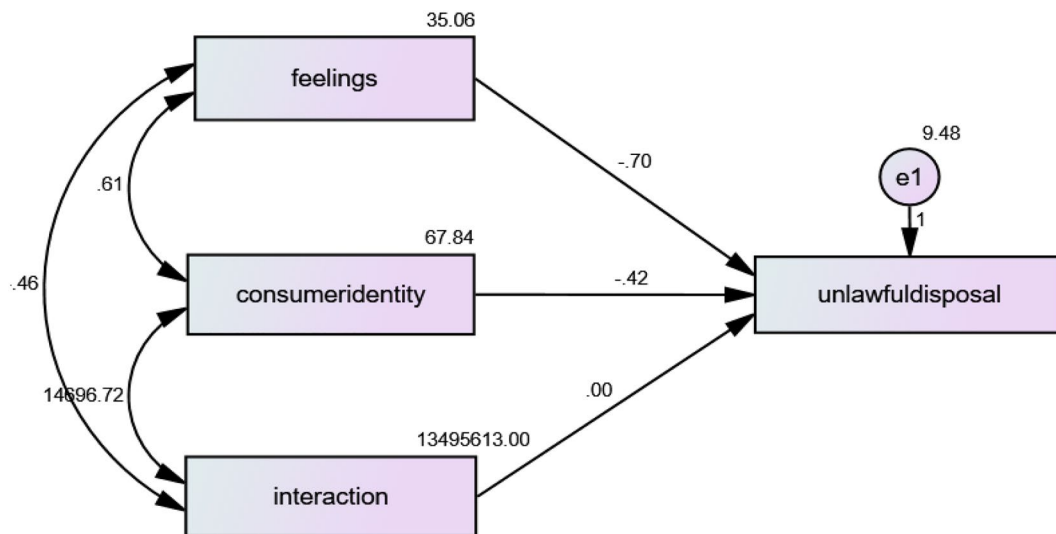 35.06
feelings
-.70
9.48
e1
1
.61
67.84
consumeridentity
-.42
unlawfuldisposal
.46
14696.72
.00
13495613.00
interaction